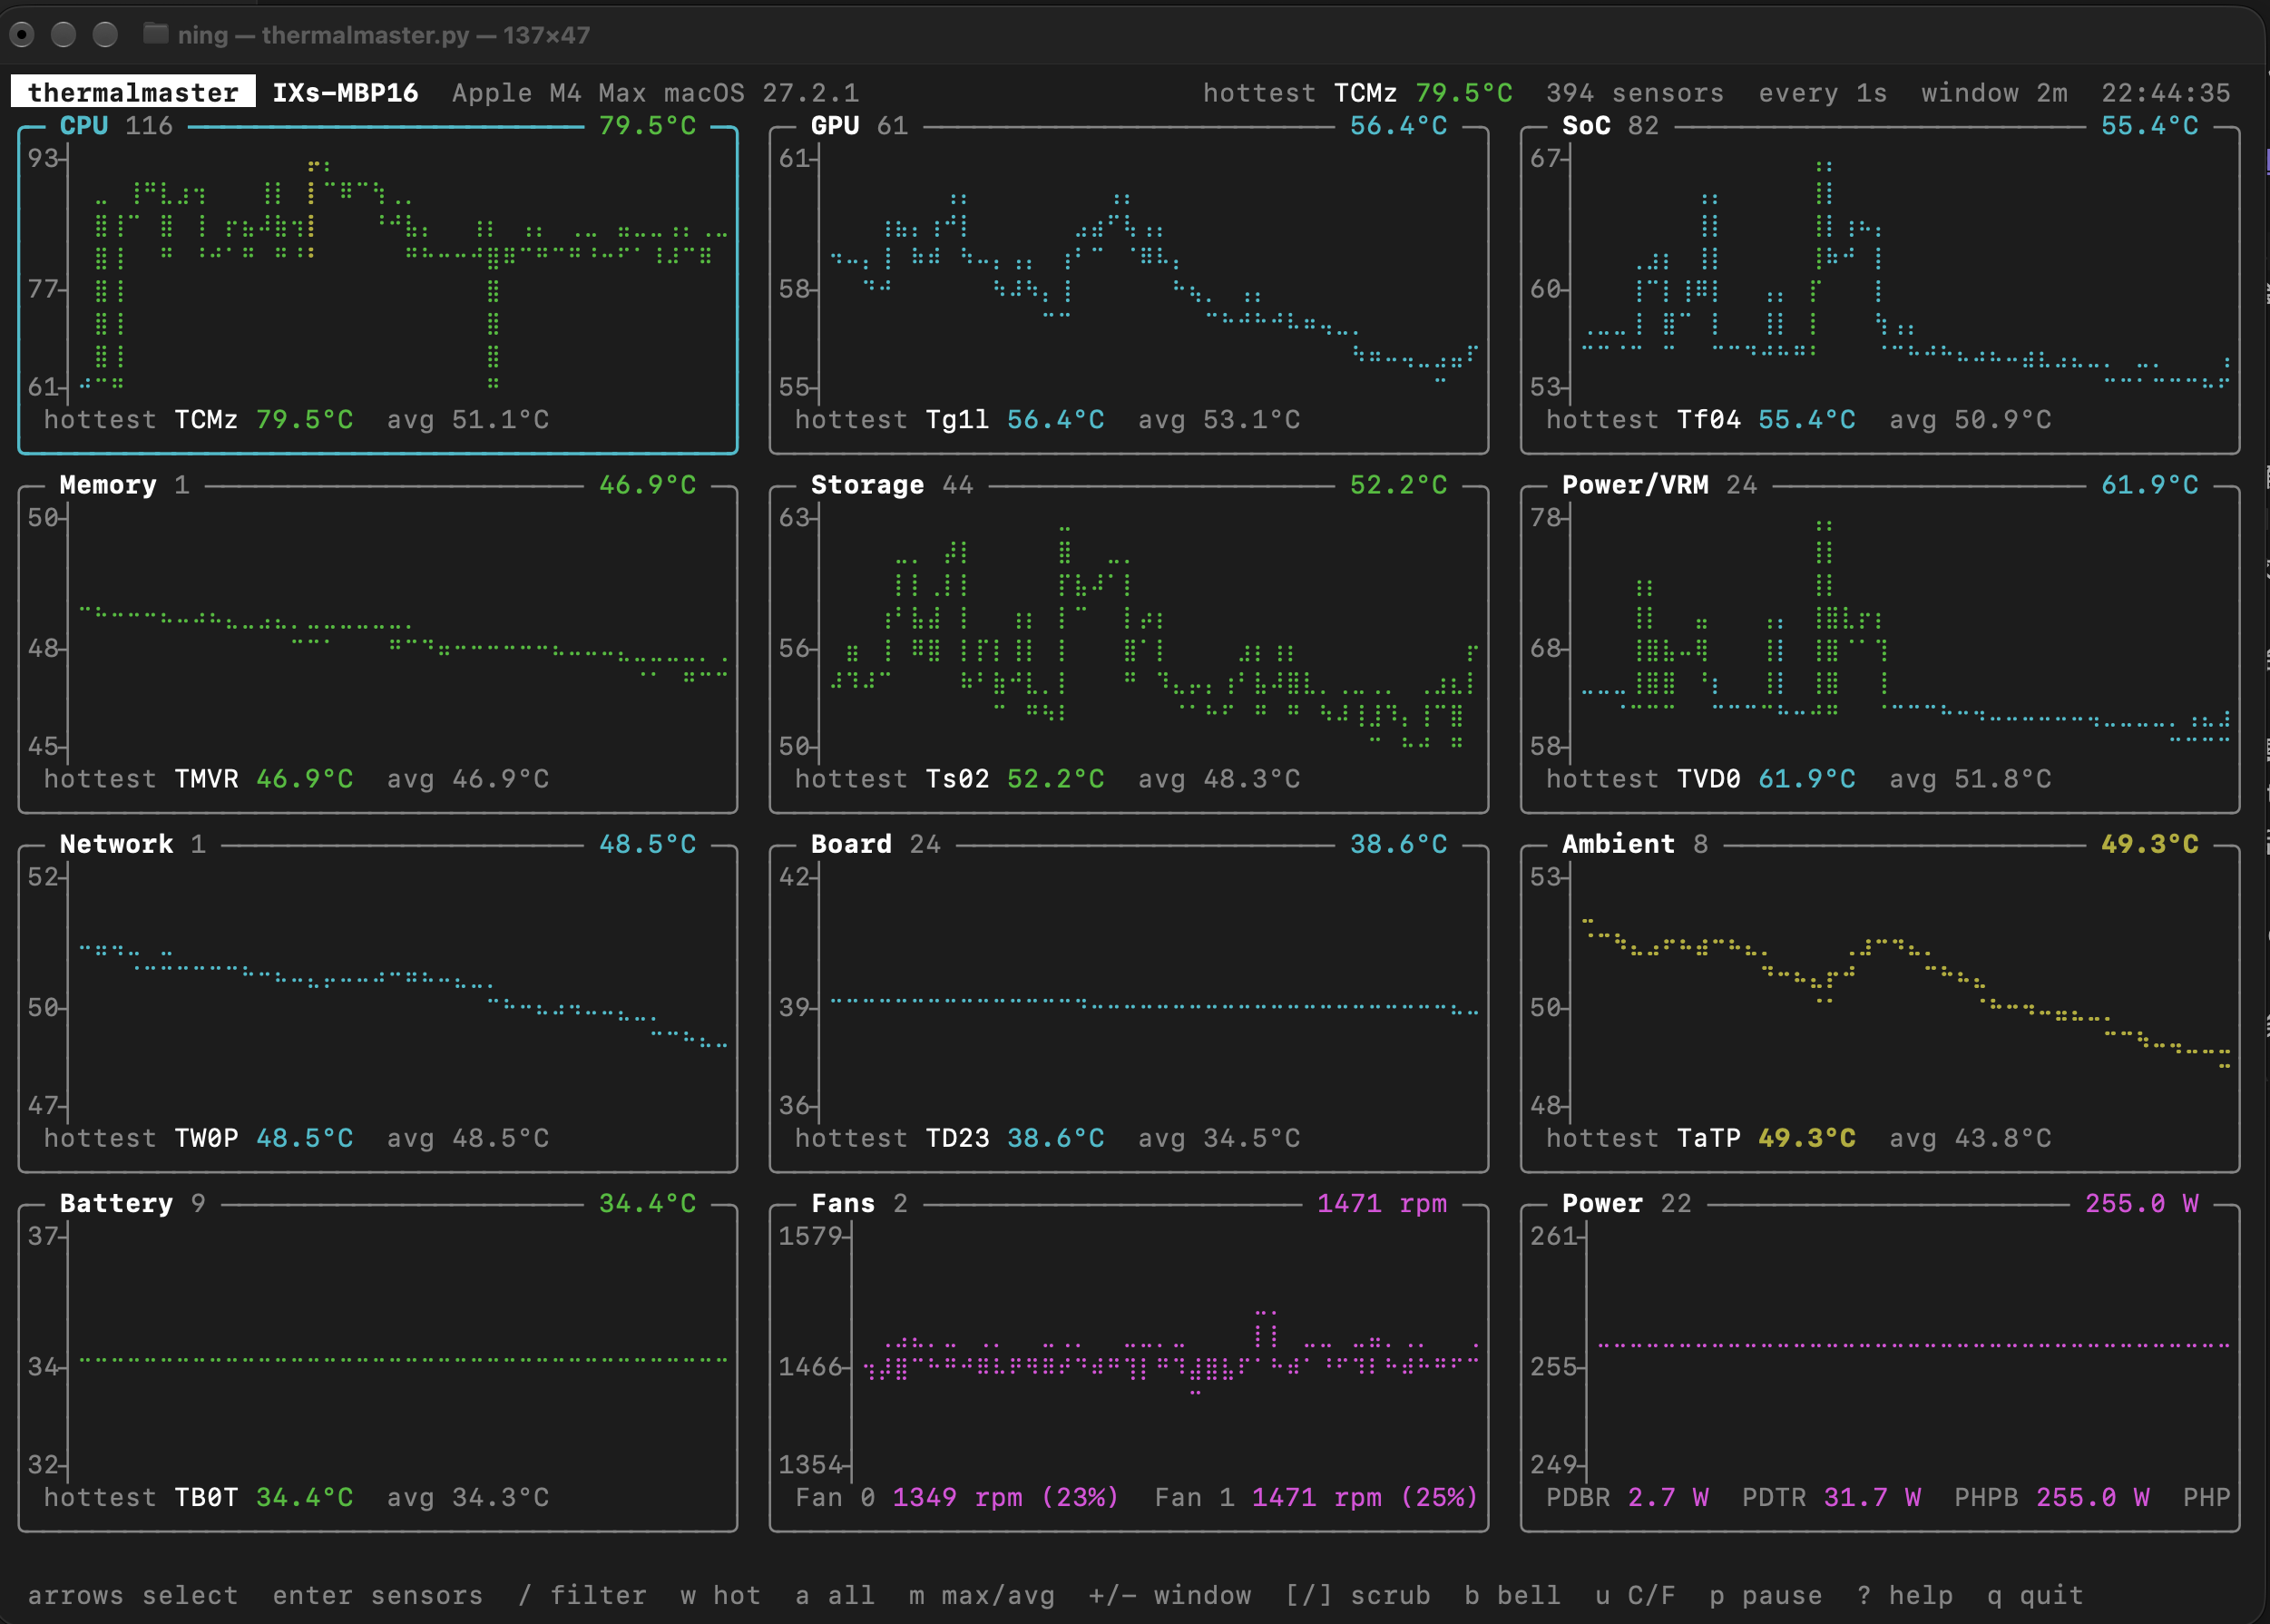 ning — thermalmaster.py — 137×47
thermalmaster IXs-MBP16 Apple M4 Max macOS 27.2.1 hottest TCMz 79.5°C 394 sensors every 1s window 2m 22:44:35
CPU 116 79.5°C
93
77
61
hottest TCMz 79.5°C avg 51.1°C
GPU 61 56.4°C
61
58
55
hottest Tg1l 56.4°C avg 53.1°C
SoC 82 55.4°C
67
60
53
hottest Tf04 55.4°C avg 50.9°C
Memory 1 46.9°C
50
48
45
hottest TMVR 46.9°C avg 46.9°C
Storage 44 52.2°C
63
56
50
hottest Ts02 52.2°C avg 48.3°C
Power/VRM 24 61.9°C
78
68
58
hottest TVD0 61.9°C avg 51.8°C
Network 1 48.5°C
52
50
47
hottest TW0P 48.5°C avg 48.5°C
Board 24 38.6°C
42
39
36
hottest TD23 38.6°C avg 34.5°C
Ambient 8 49.3°C
53
50
48
hottest TaTP 49.3°C avg 43.8°C
Battery 9 34.4°C
37
34
32
hottest TB0T 34.4°C avg 34.3°C
Fans 2 1471 rpm
1579
1466
1354
Fan 0 1349 rpm (23%) Fan 1 1471 rpm (25%)
Power 22 255.0 W
261
255
249
PDBR 2.7 W PDTR 31.7 W PHPB 255.0 W PHP
arrows select enter sensors / filter w hot a all m max/avg +/− window [/] scrub b bell u C/F p pause ? help q quit